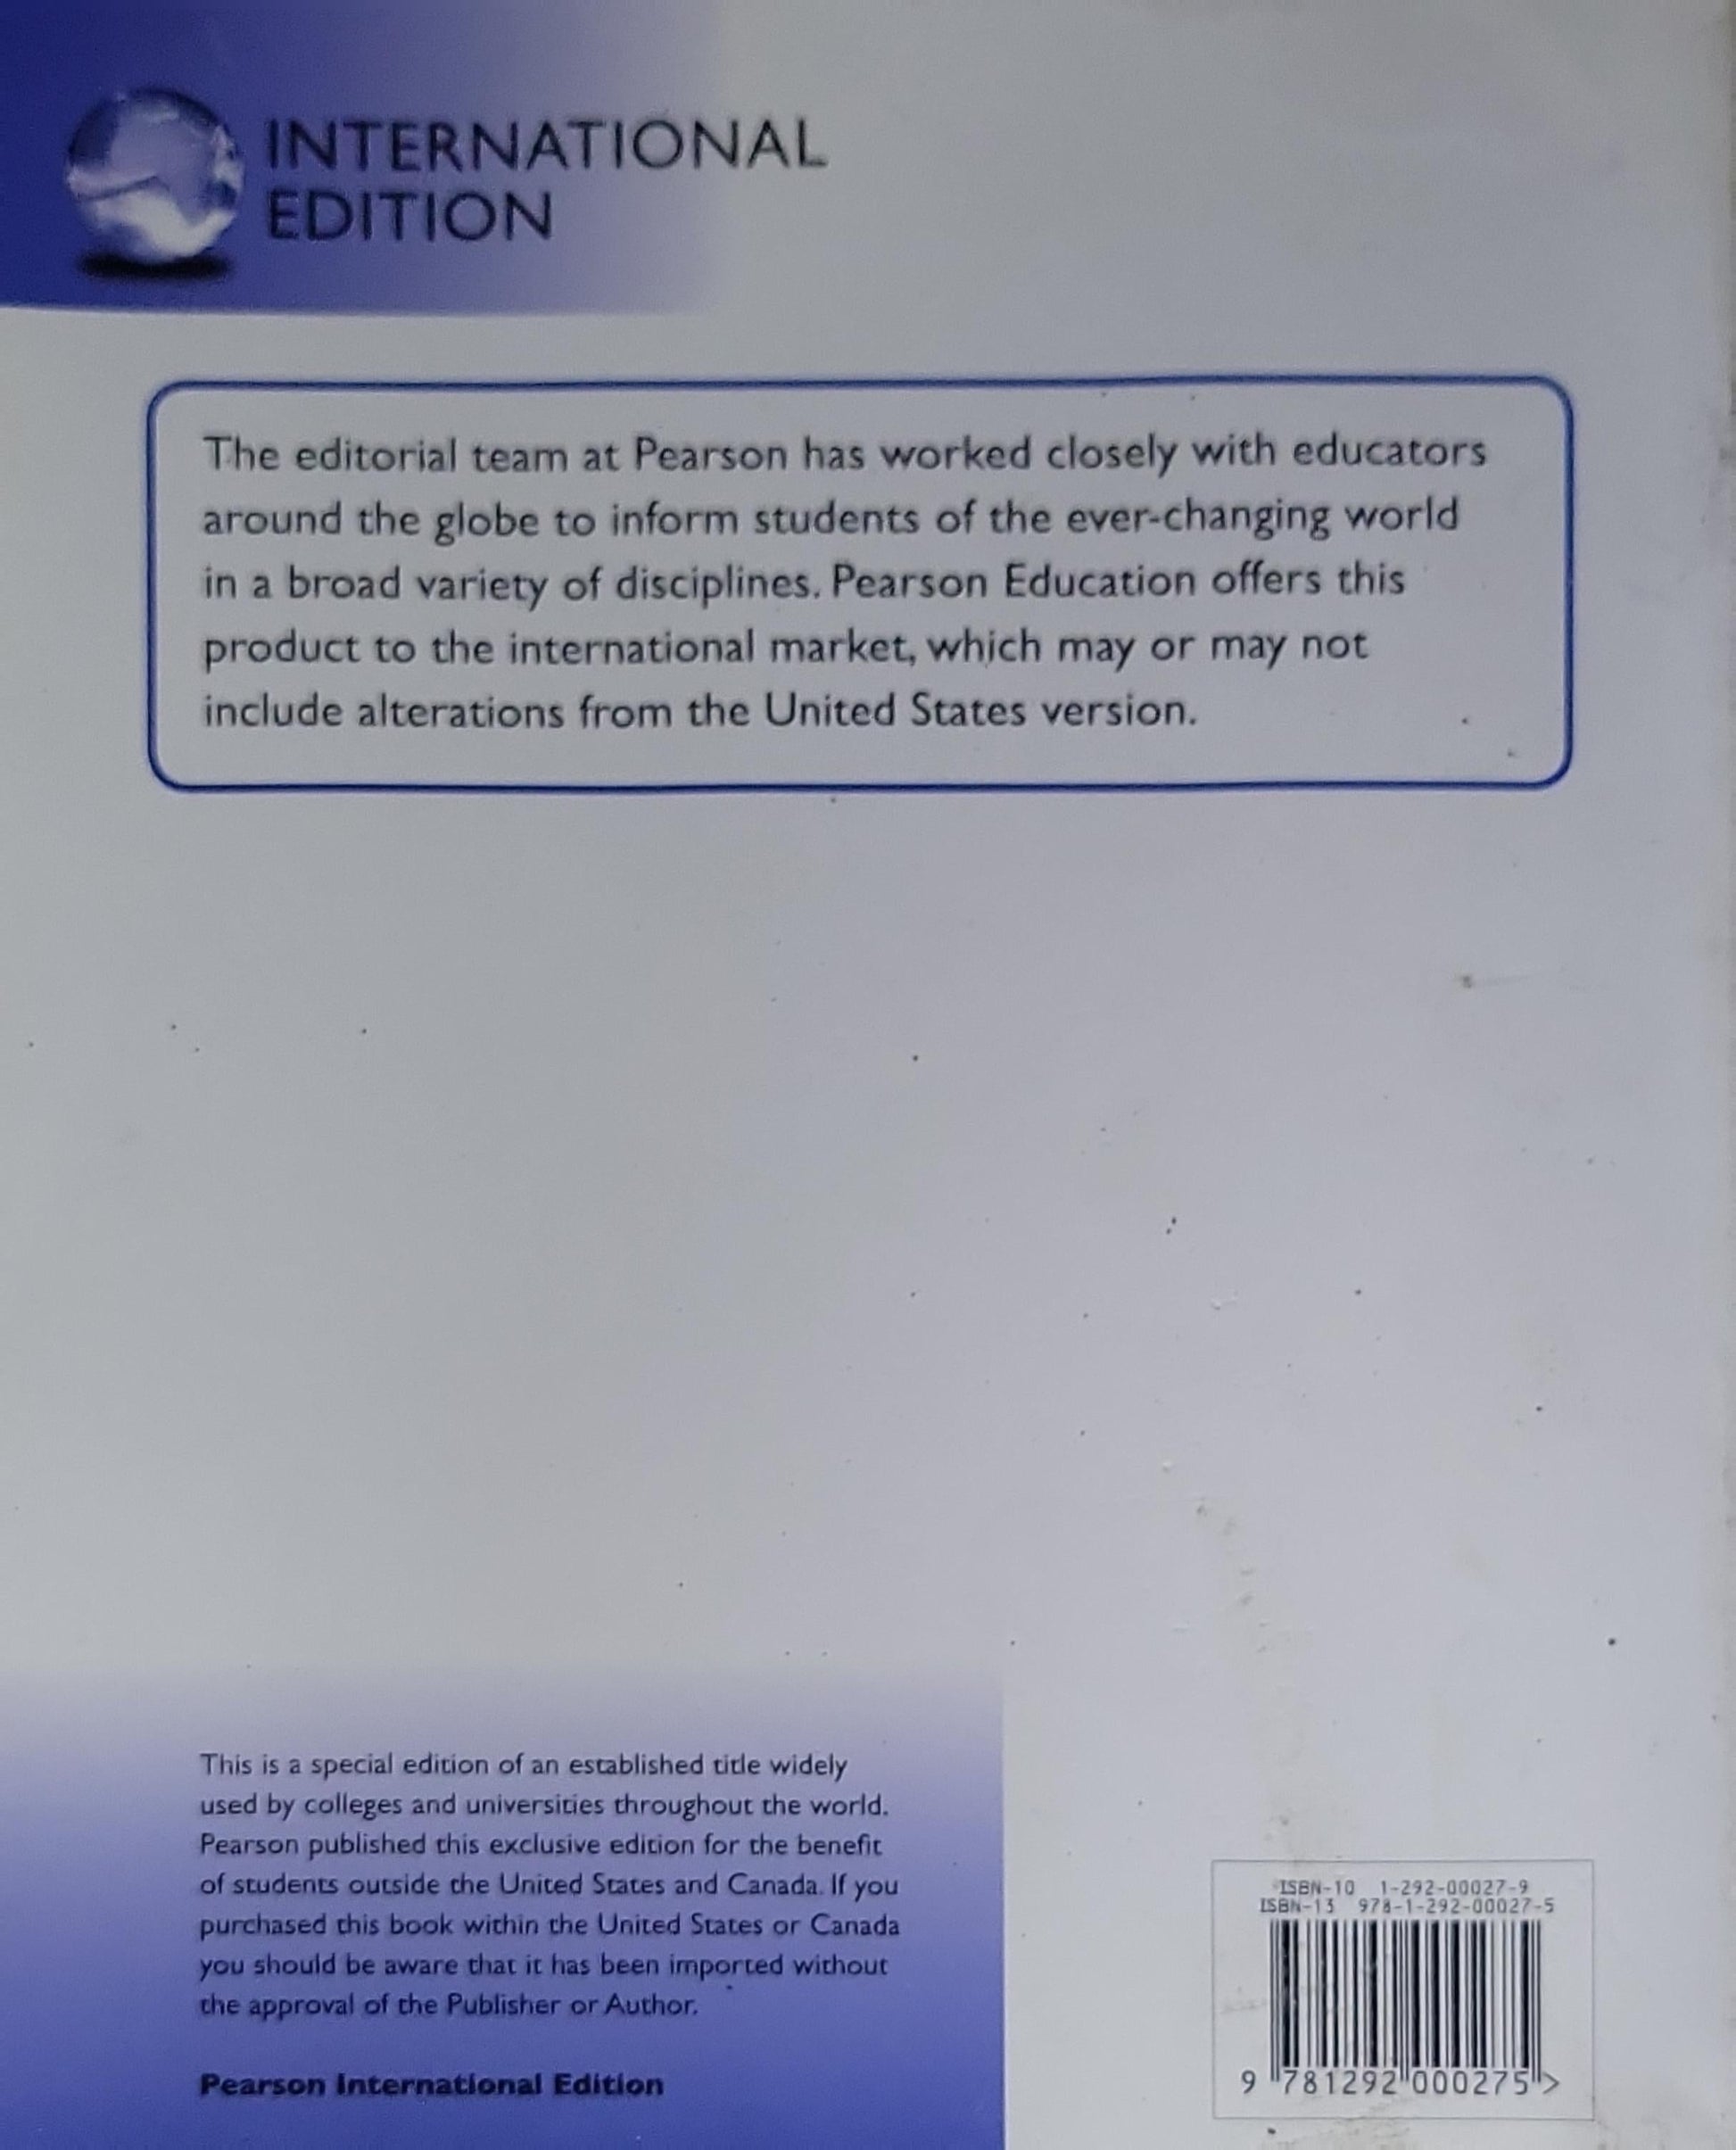 INTERNATIONAL
EDITION
The editorial team at Pearson has worked closely with educators
around the globe to inform students of the ever-changing world
in a broad variety of disciplines. Pearson Education offers this
product to the international market, which may or may not
include alterations from the United States version.
This is a special edition of an established title widely
used by colleges and universities throughout the world.
Pearson published this exclusive edition for the benefit
of students outside the United States and Canada. If you
purchased this book within the United States or Canada
you should be aware that it has been imported without
the approval of the Publisher or Author.
Pearson International Edition
ISBN-10 1-292-00027-9
ISBN-13 978-1-292-00027-5
9 781292 000275 >